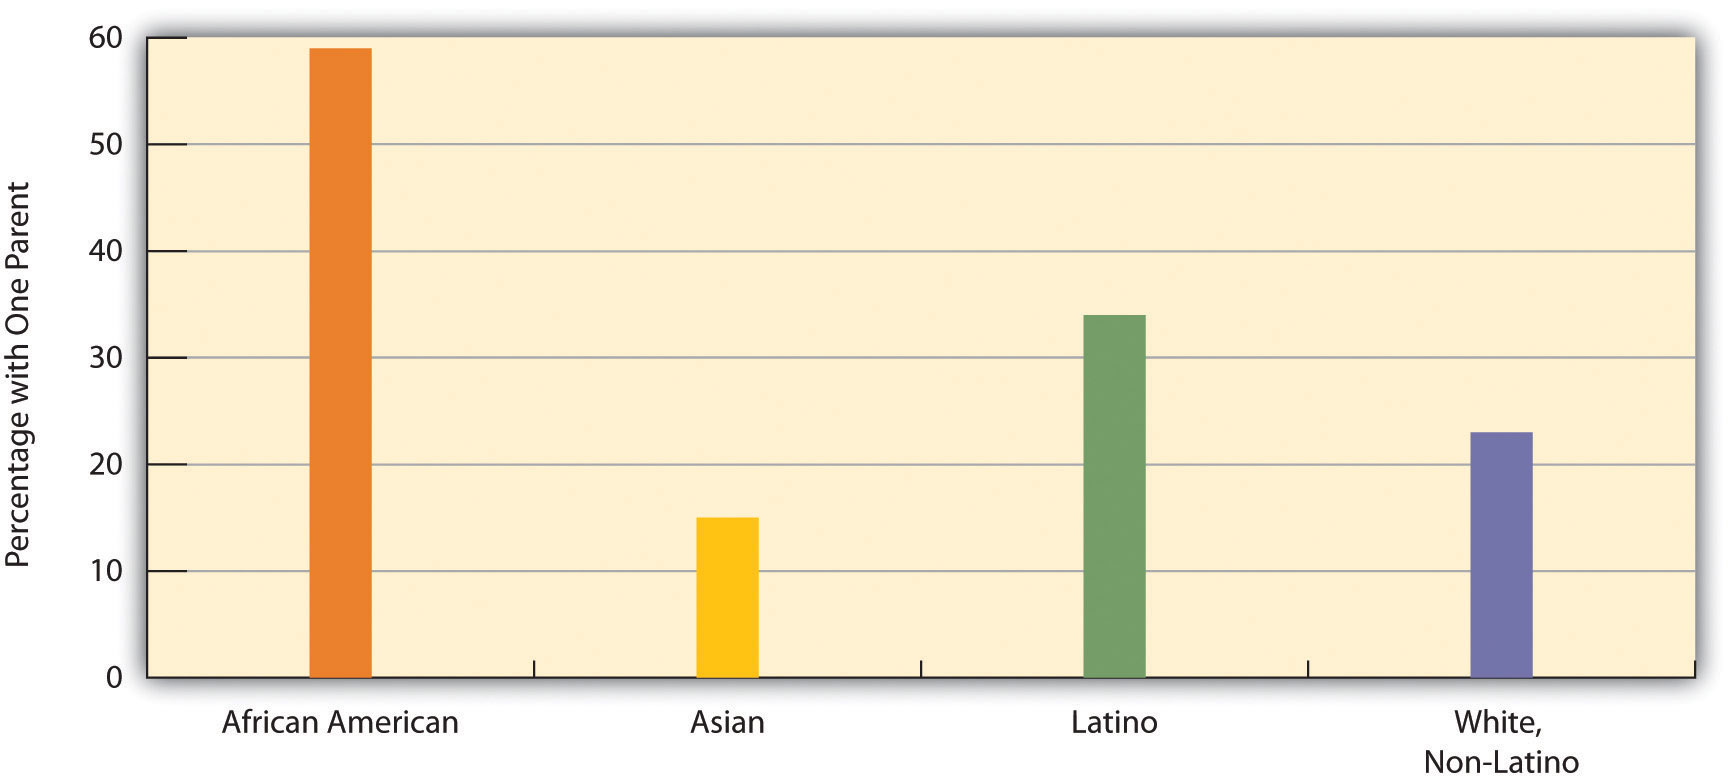 Percentage with One Parent
60
50
40
30
20
10
0
African American
Asian
Latino
White,
Non-Latino